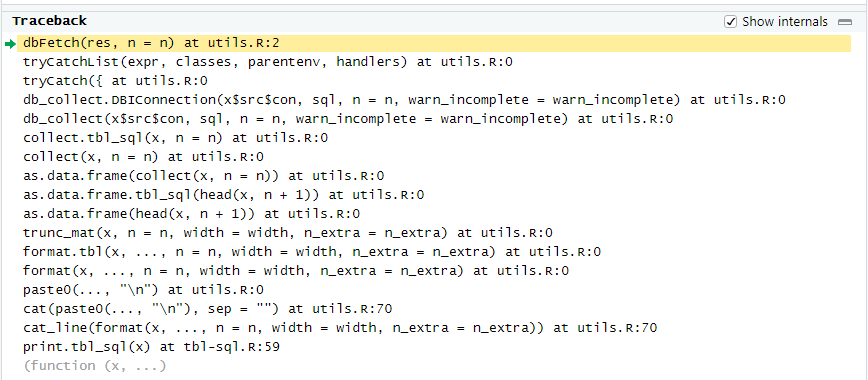 Traceback
Show internals
dbFetch(res, n = n) at utils.R:2
tryCatchList(expr, classes, parentenv, handlers) at utils.R:0
tryCatch({ at utils.R:0
db_collect.DBIConnection(x$src$con, sql, n = n, warn_incomplete = warn_incomplete) at utils.R:0
db_collect(x$src$con, sql, n = n, warn_incomplete = warn_incomplete) at utils.R:0
collect.tbl_sql(x, n = n) at utils.R:0
collect(x, n = n) at utils.R:0
as.data.frame(collect(x, n = n)) at utils.R:0
as.data.frame.tbl_sql(head(x, n + 1)) at utils.R:0
as.data.frame(head(x, n + 1)) at utils.R:0
trunc_mat(x, n = n, width = width, n_extra = n_extra) at utils.R:0
format.tbl(x, ..., n = n, width = width, n_extra = n_extra) at utils.R:0
format(x, ..., n = n, width = width, n_extra = n_extra) at utils.R:0
paste0(..., "\n") at utils.R:0
cat(paste0(..., "\n"), sep = "") at utils.R:70
cat_line(format(x, ..., n = n, width = width, n_extra = n_extra)) at utils.R:70
print.tbl_sql(x) at tbl-sql.R:59
(function (x, ...)